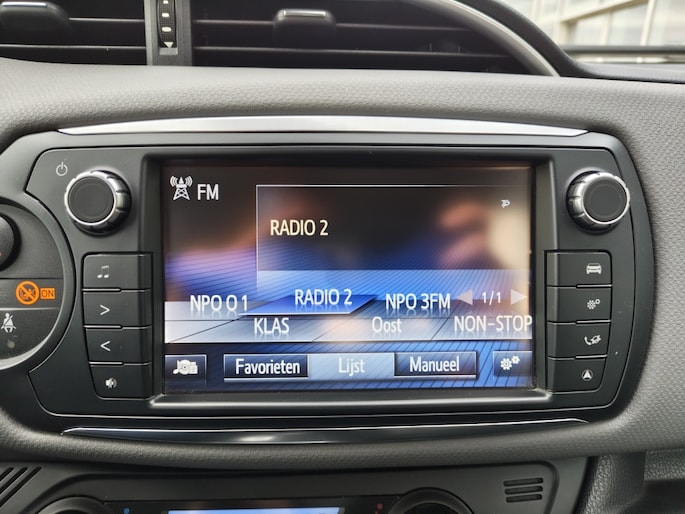 FM
RADIO 2
NPO O 1
RADIO 2
NPO 3FM
1/1
KLAS
Oost
NON-STOP
Favorieten
Lijst
Manueel
ON